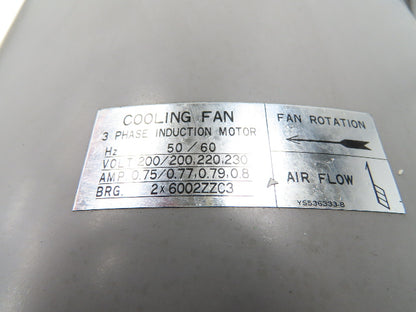 COOLING FAN
3 PHASE INDUCTION MOTOR
Hz 50/60
VOLT 200/200,220,230
AMP 0.75/0.77,0.79,0.8
BRG. 2×6002ZZC3
FAN ROTATION
AIR FLOW
YS536333-B